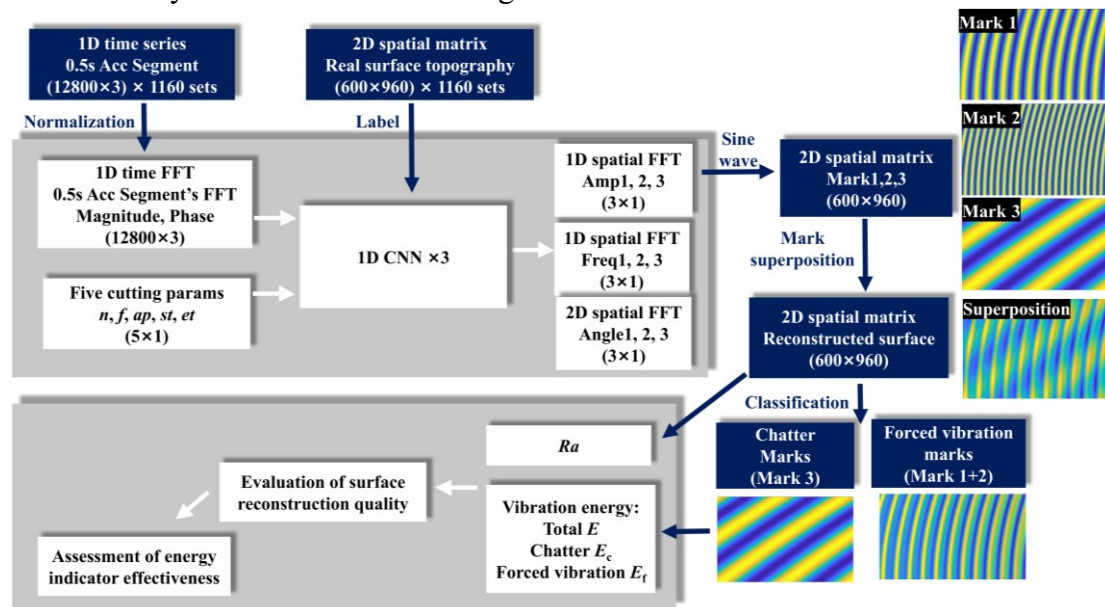 1D time series
0.5s Acc Segment
(12800×3) × 1160 sets
2D spatial matrix
Real surface topography
(600×960) × 1160 sets
Normalization
Label
1D time FFT
0.5s Acc Segment's FFT
Magnitude, Phase
(12800×3)
Five cutting params
n, f, ap, st, et
(5×1)
1D CNN ×3
1D spatial FFT
Amp1, 2, 3
(3×1)
1D spatial FFT
Freq1, 2, 3
(3×1)
2D spatial FFT
Angle1, 2, 3
(3×1)
Sine
wave
2D spatial matrix
Mark1,2,3
(600×960)
Mark
superposition
2D spatial matrix
Reconstructed surface
(600×960)
Mark 1
Mark 2
Mark 3
Superposition
Classification
Chatter
Marks
(Mark 3)
Forced vibration
marks
(Mark 1+2)
Ra
Vibration energy:
Total E
Chatter Ec
Forced vibration Ef
Evaluation of surface
reconstruction quality
Assessment of energy
indicator effectiveness